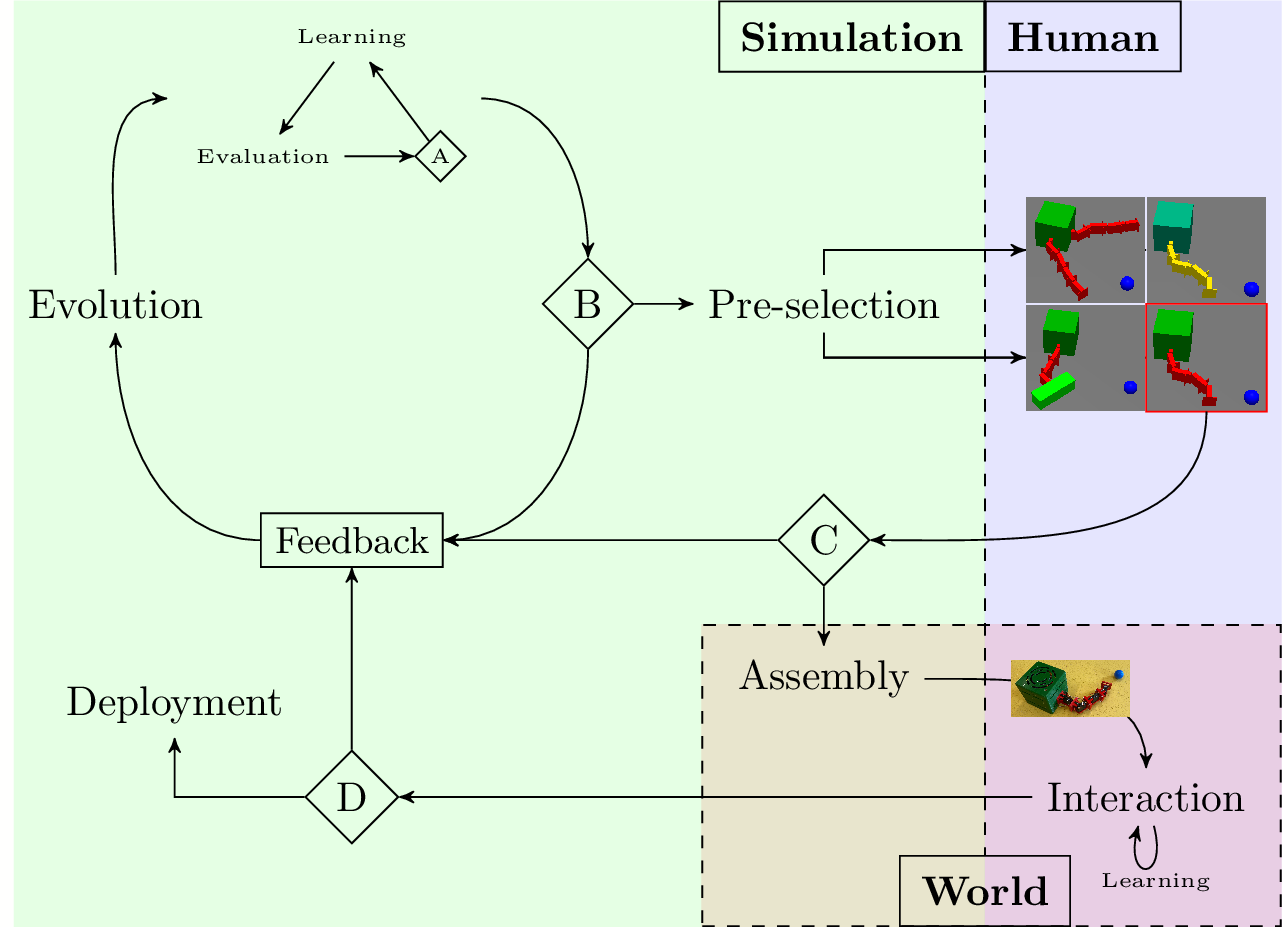 Simulation
Human
Learning
Evaluation
A
Evolution
B
Pre-selection
Feedback
C
Assembly
Deployment
D
Interaction
Learning
World